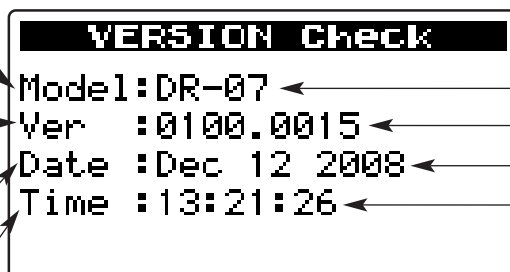 VERSION Check
Model:DR-07
Ver  :0100.0015
Date :Dec 12 2008
Time :13:21:26